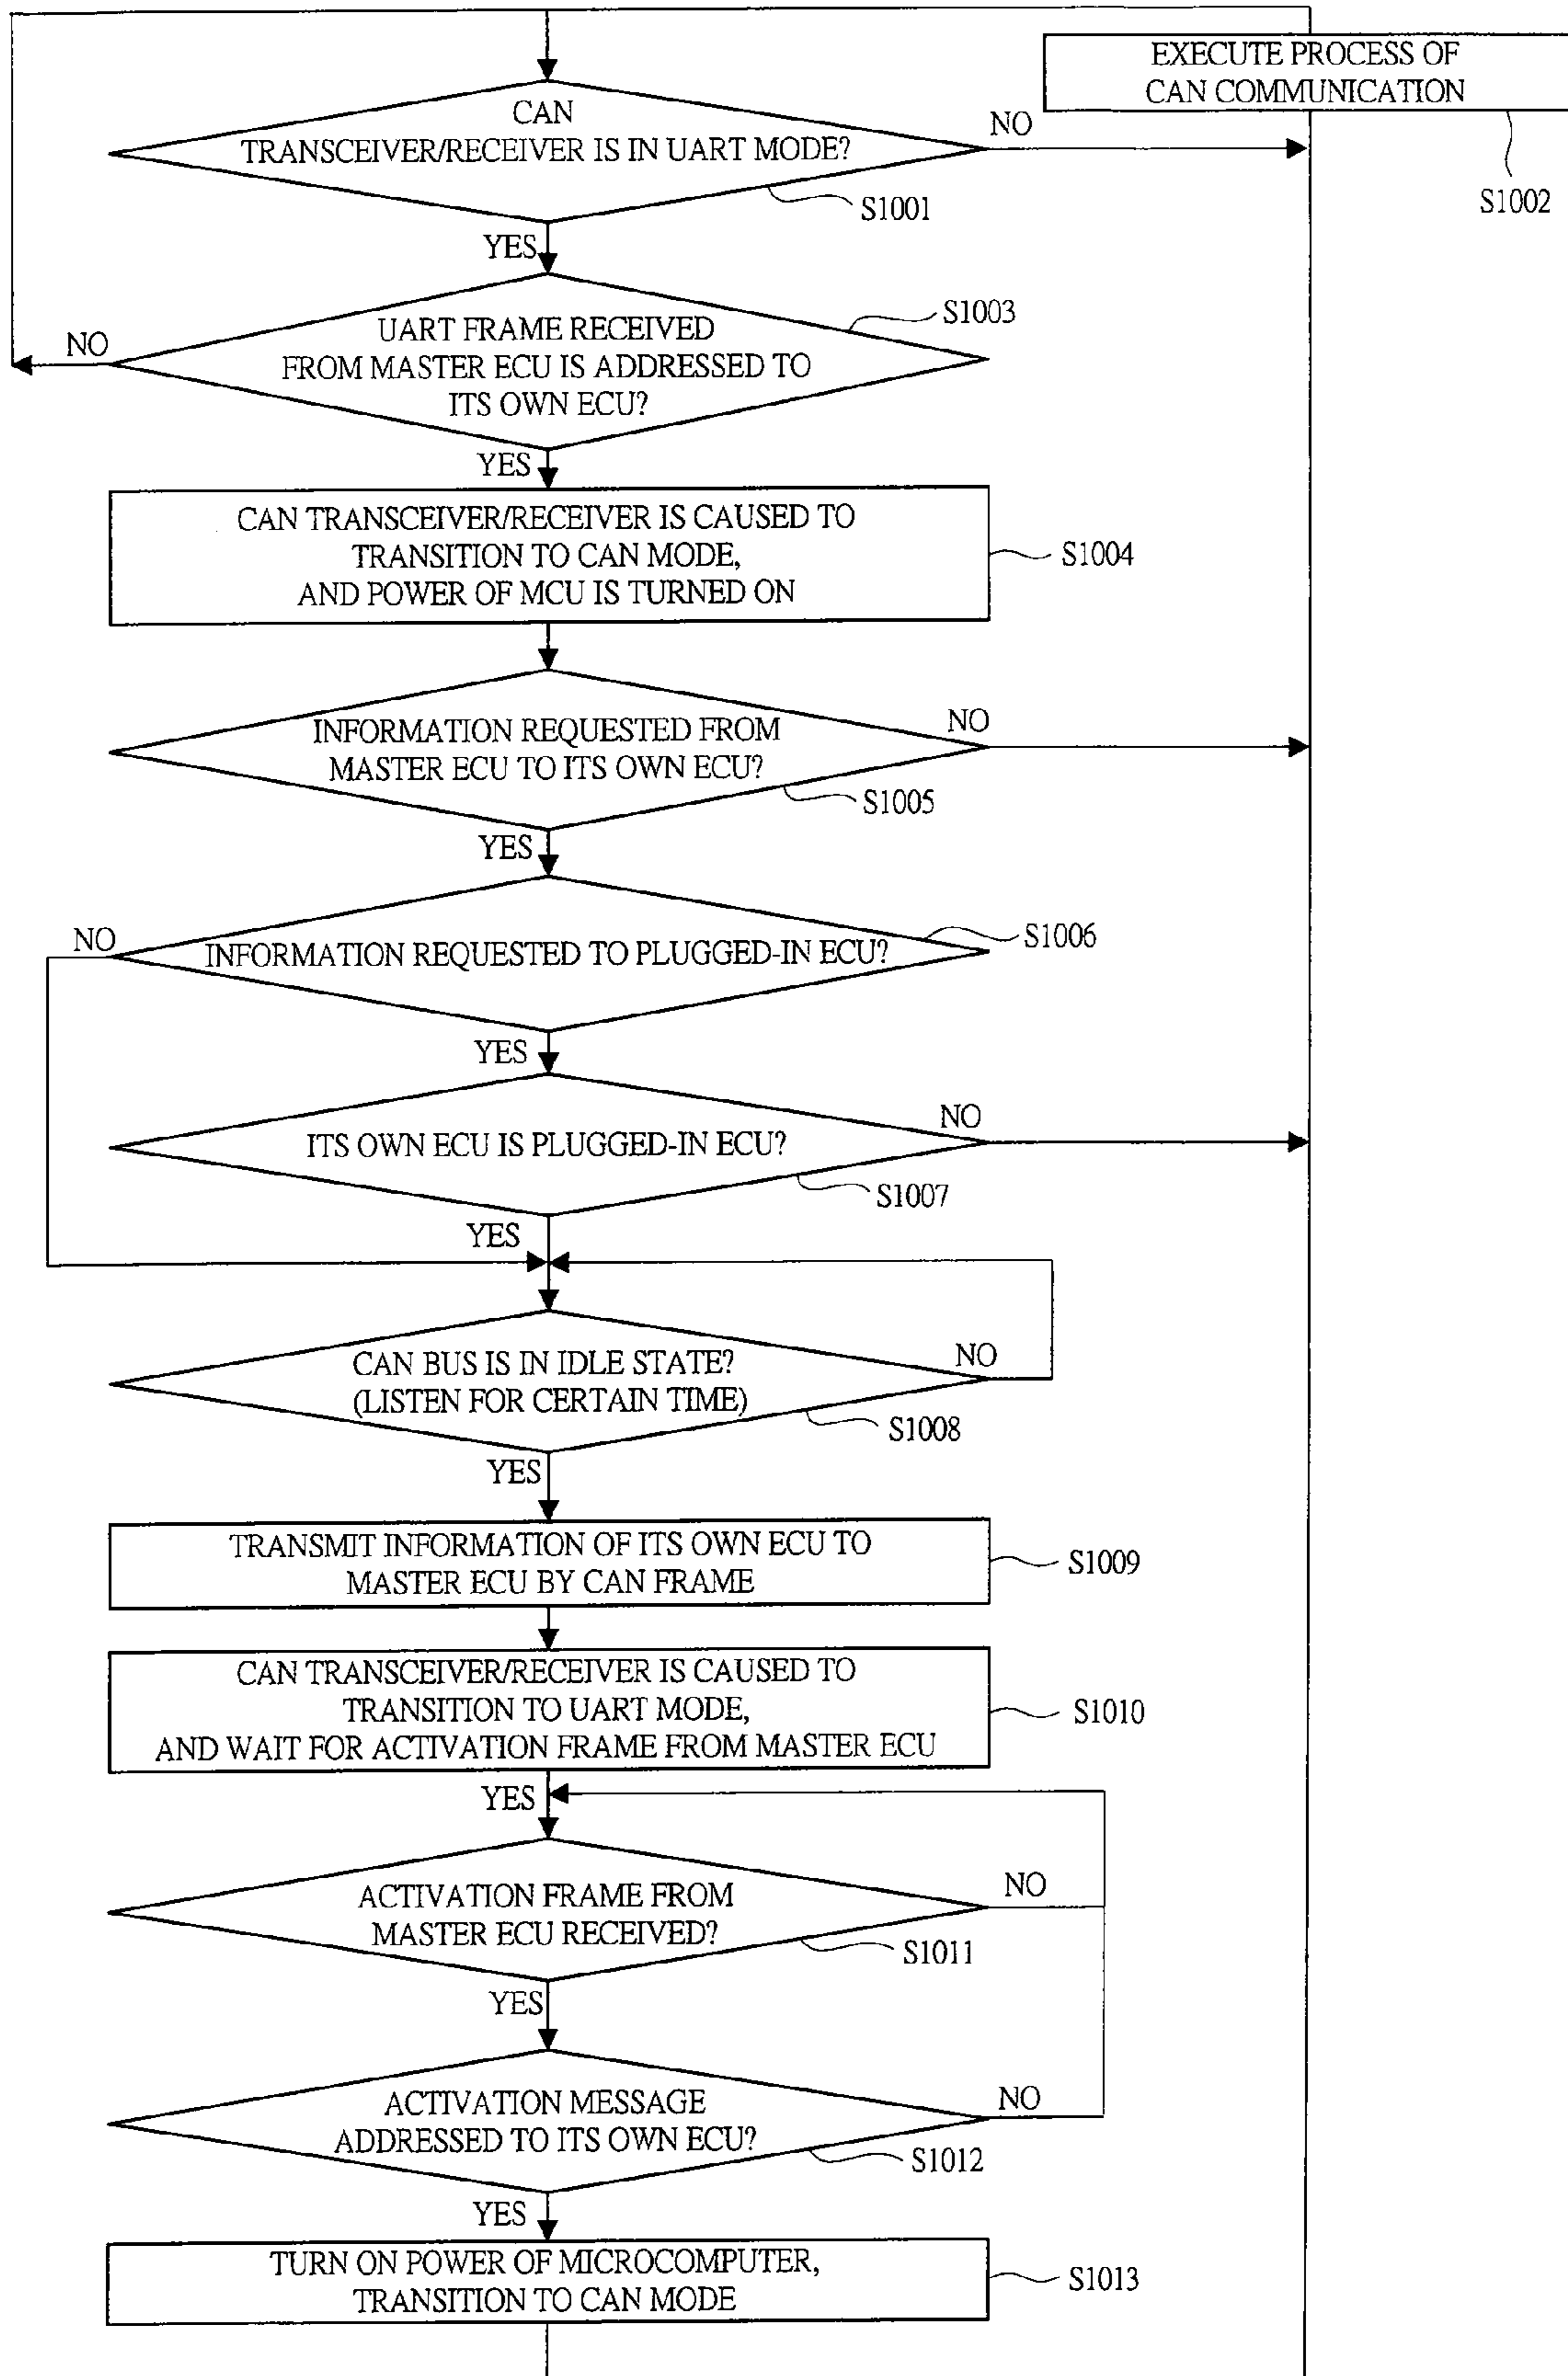 EXECUTE PROCESS OF
CAN COMMUNICATION
S1002
CAN
TRANSCEIVER/RECEIVER IS IN UART MODE?
NO
S1001
YES
UART FRAME RECEIVED
FROM MASTER ECU IS ADDRESSED TO
ITS OWN ECU?
S1003
NO
YES
CAN TRANSCEIVER/RECEIVER IS CAUSED TO
TRANSITION TO CAN MODE,
AND POWER OF MCU IS TURNED ON
S1004
INFORMATION REQUESTED FROM
MASTER ECU TO ITS OWN ECU?
NO
S1005
YES
INFORMATION REQUESTED TO PLUGGED-IN ECU?
NO
S1006
YES
ITS OWN ECU IS PLUGGED-IN ECU?
NO
S1007
YES
CAN BUS IS IN IDLE STATE?
(LISTEN FOR CERTAIN TIME)
NO
S1008
YES
TRANSMIT INFORMATION OF ITS OWN ECU TO
MASTER ECU BY CAN FRAME
S1009
CAN TRANSCEIVER/RECEIVER IS CAUSED TO
TRANSITION TO UART MODE,
AND WAIT FOR ACTIVATION FRAME FROM MASTER ECU
S1010
YES
ACTIVATION FRAME FROM
MASTER ECU RECEIVED?
NO
S1011
YES
ACTIVATION MESSAGE
ADDRESSED TO ITS OWN ECU?
NO
S1012
YES
TURN ON POWER OF MICROCOMPUTER,
TRANSITION TO CAN MODE
S1013